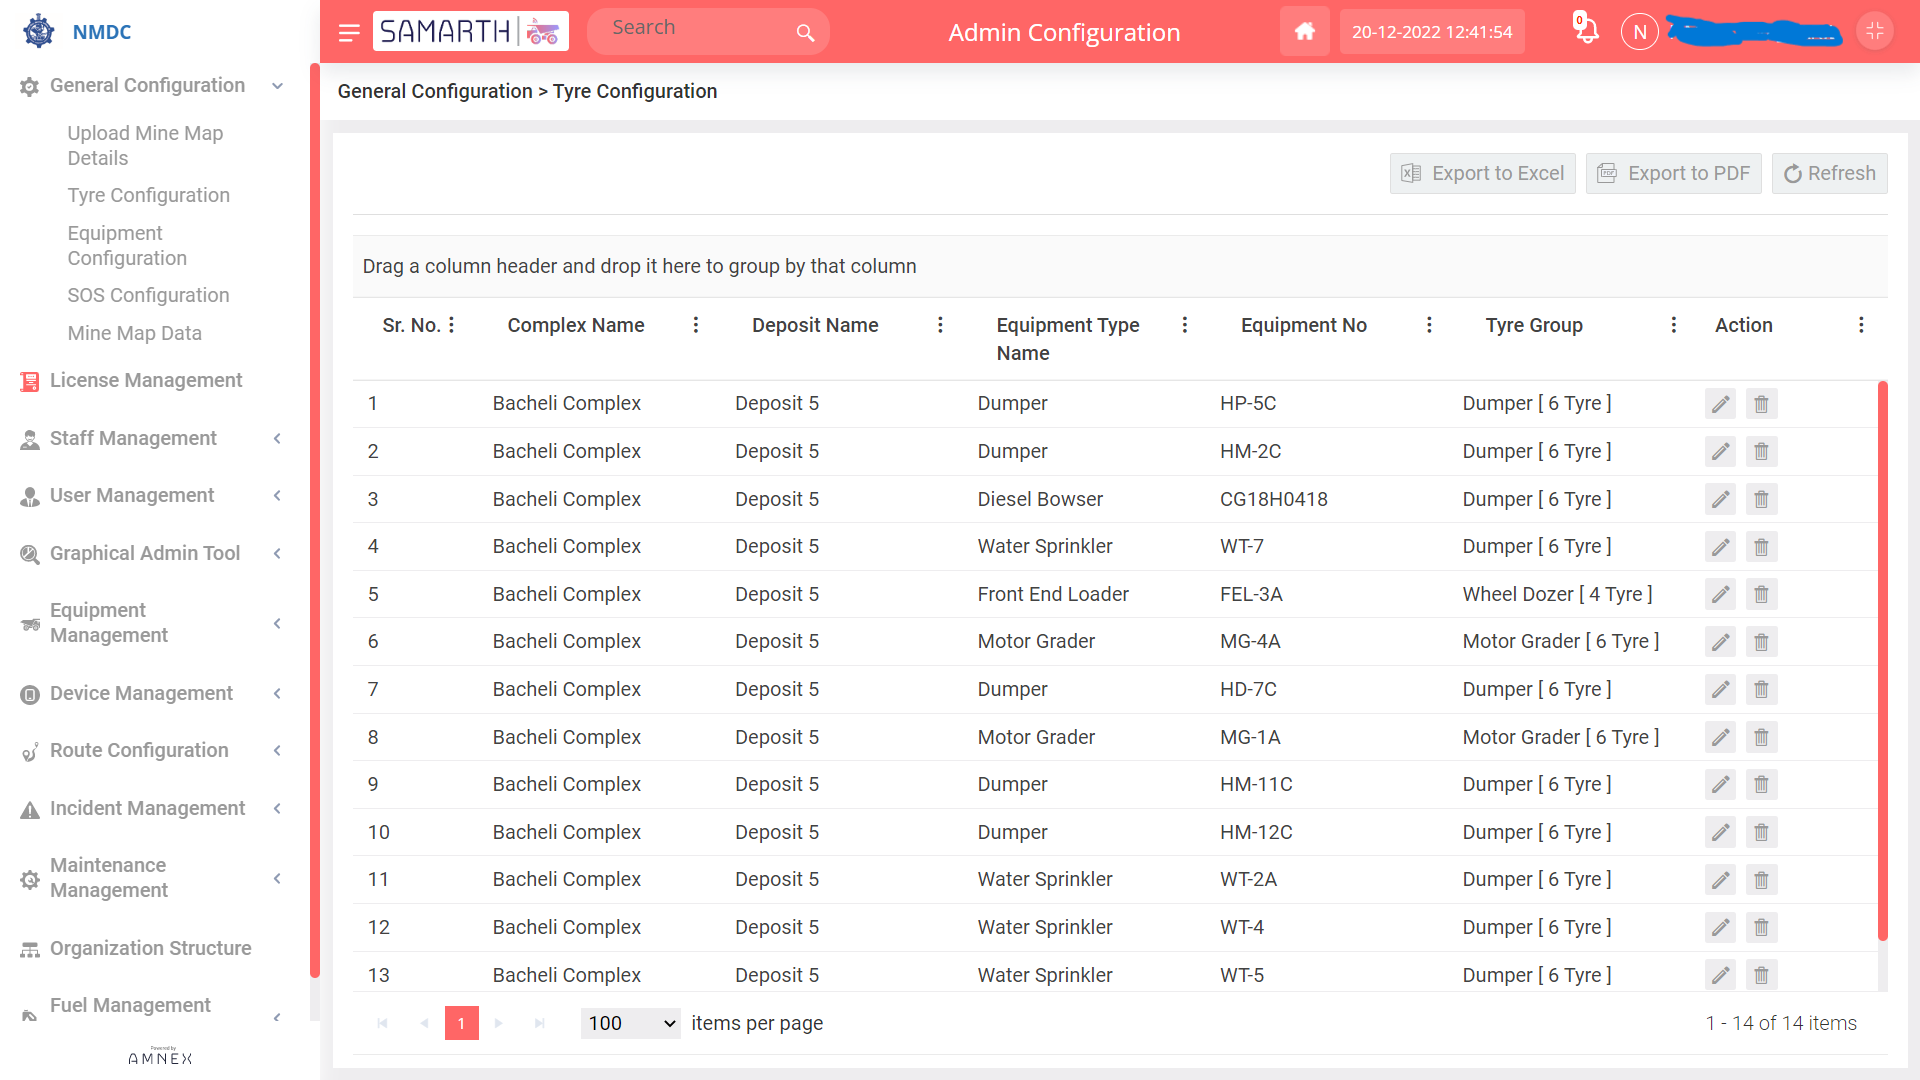 NMDC
General Configuration
Upload Mine Map
Details
Tyre Configuration
Equipment
Configuration
SOS Configuration
Mine Map Data
License Management
Staff Management
User Management
Graphical Admin Tool
Equipment
Management
Device Management
Route Configuration
Incident Management
Maintenance
Management
Organization Structure
Fuel Management
Powered by
AMNEX
SAMARTH
Search
Admin Configuration
20-12-2022 12:41:54
0
N
General Configuration > Tyre Configuration
Export to Excel
Export to PDF
Refresh
Drag a column header and drop it here to group by that column
Sr. No. Complex Name Deposit Name Equipment Type Name Equipment No Tyre Group Action
1 Bacheli Complex Deposit 5 Dumper HP-5C Dumper [ 6 Tyre ]
2 Bacheli Complex Deposit 5 Dumper HM-2C Dumper [ 6 Tyre ]
3 Bacheli Complex Deposit 5 Diesel Bowser CG18H0418 Dumper [ 6 Tyre ]
4 Bacheli Complex Deposit 5 Water Sprinkler WT-7 Dumper [ 6 Tyre ]
5 Bacheli Complex Deposit 5 Front End Loader FEL-3A Wheel Dozer [ 4 Tyre ]
6 Bacheli Complex Deposit 5 Motor Grader MG-4A Motor Grader [ 6 Tyre ]
7 Bacheli Complex Deposit 5 Dumper HD-7C Dumper [ 6 Tyre ]
8 Bacheli Complex Deposit 5 Motor Grader MG-1A Motor Grader [ 6 Tyre ]
9 Bacheli Complex Deposit 5 Dumper HM-11C Dumper [ 6 Tyre ]
10 Bacheli Complex Deposit 5 Dumper HM-12C Dumper [ 6 Tyre ]
11 Bacheli Complex Deposit 5 Water Sprinkler WT-2A Dumper [ 6 Tyre ]
12 Bacheli Complex Deposit 5 Water Sprinkler WT-4 Dumper [ 6 Tyre ]
13 Bacheli Complex Deposit 5 Water Sprinkler WT-5 Dumper [ 6 Tyre ]
1
100 items per page
1 - 14 of 14 items